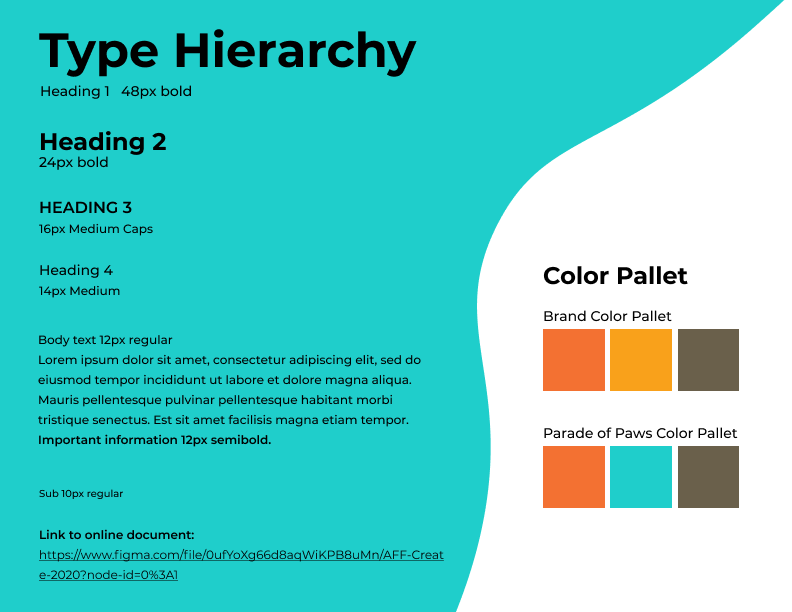 Type Hierarchy
Heading 1 48px bold
Heading 2
24px bold
HEADING 3
16px Medium Caps
Heading 4
14px Medium
Body text 12px regular
Lorem ipsum dolor sit amet, consectetur adipiscing elit, sed do
eiusmod tempor incididunt ut labore et dolore magna aliqua.
Mauris pellentesque pulvinar pellentesque habitant morbi
tristique senectus. Est sit amet facilisis magna etiam tempor.
Important information 12px semibold.
Sub 10px regular
Link to online document:
https://www.figma.com/file/0ufYoXg66d8aqWiKPB8uMn/AFF-Creat
e-2020?node-id=0%3A1
Color Pallet
Brand Color Pallet
Parade of Paws Color Pallet